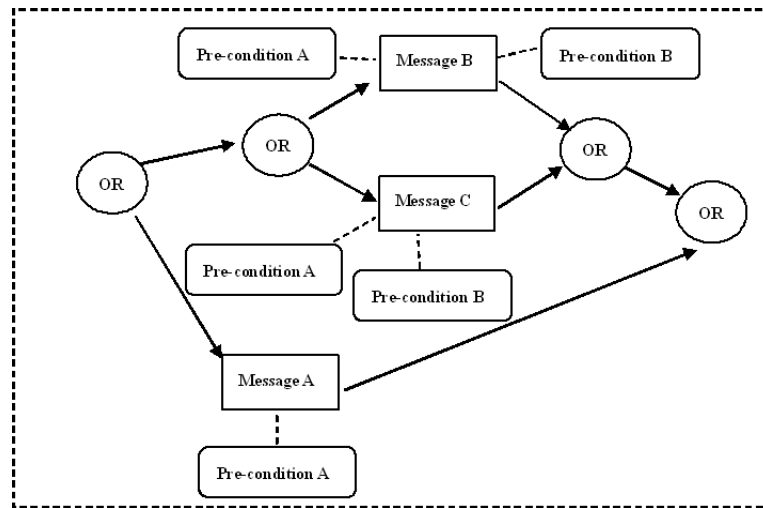 Pre-condition A
Message B
Pre-condition B
OR
OR
OR
Message C
OR
Pre-condition A
Pre-condition B
Message A
Pre-condition A